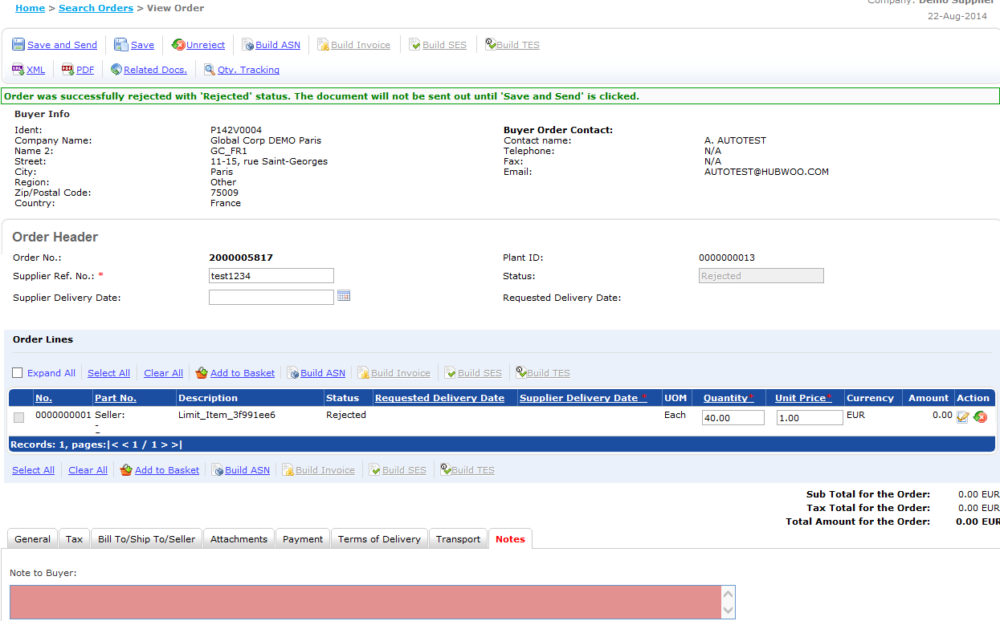 Company: Demo Supplier
Home > Search Orders > View Order
22-Aug-2014
Save and Send Save Unreject Build ASN Build Invoice Build SES Build TES
XML PDF Related Docs. Qty. Tracking
Order was successfully rejected with 'Rejected' status. The document will not be sent out until 'Save and Send' is clicked.
Buyer Info
Ident: P142V0004 Buyer Order Contact:
Company Name: Global Corp DEMO Paris Contact name: A. AUTOTEST
Name 2: GC_FR1 Telephone: N/A
Street: 11-15, rue Saint-Georges Fax: N/A
City: Paris Email: AUTOTEST@HUBWOO.COM
Region: Other
Zip/Postal Code: 75009
Country: France
Order Header
Order No.: 2000005817 Plant ID: 0000000013
Supplier Ref. No.: * test1234 Status: Rejected
Supplier Delivery Date: Requested Delivery Date:
Order Lines
Expand All Select All Clear All Add to Basket Build ASN Build Invoice Build SES Build TES
No. Part No. Description Status Requested Delivery Date Supplier Delivery Date * UOM Quantity* Unit Price* Currency Amount Action
0000000001 Seller: Limit_Item_3f991ee6 Rejected Each 40.00 1.00 EUR 0.00
-
-
Records: 1, pages:|< < 1 / 1 > >|
Select All Clear All Add to Basket Build ASN Build Invoice Build SES Build TES
Sub Total for the Order: 0.00 EUR
Tax Total for the Order: 0.00 EUR
Total Amount for the Order: 0.00 EUR
General Tax Bill To/Ship To/Seller Attachments Payment Terms of Delivery Transport Notes
Note to Buyer: